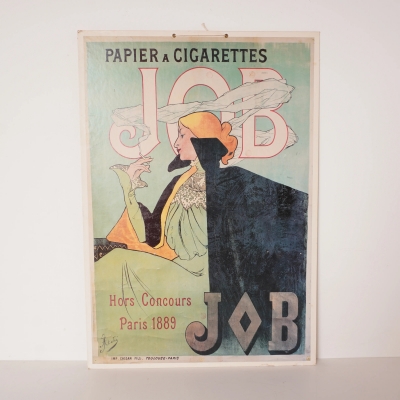 PAPIER A CIGARETTES
JOB
Hors Concours
Paris 1889
JOB